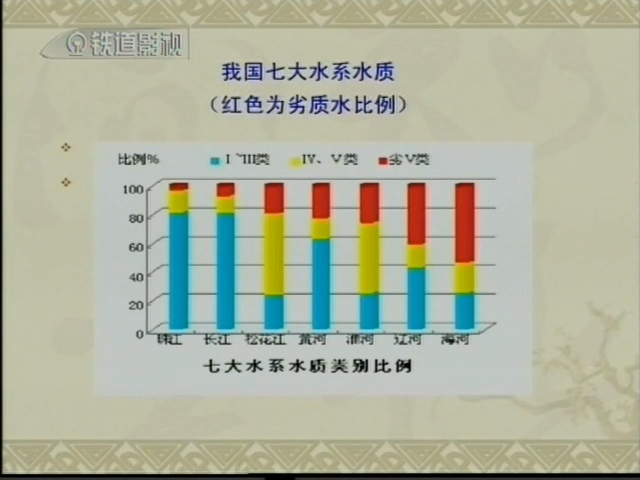 铁道影视
我国七大水系水质
（红色为劣质水比例）
比例% I~III类 IV、V类 劣V类
100
80
60
40
20
0
珠江 长江 松花江 黄河 淮河 辽河 海河
七大水系水质类别比例